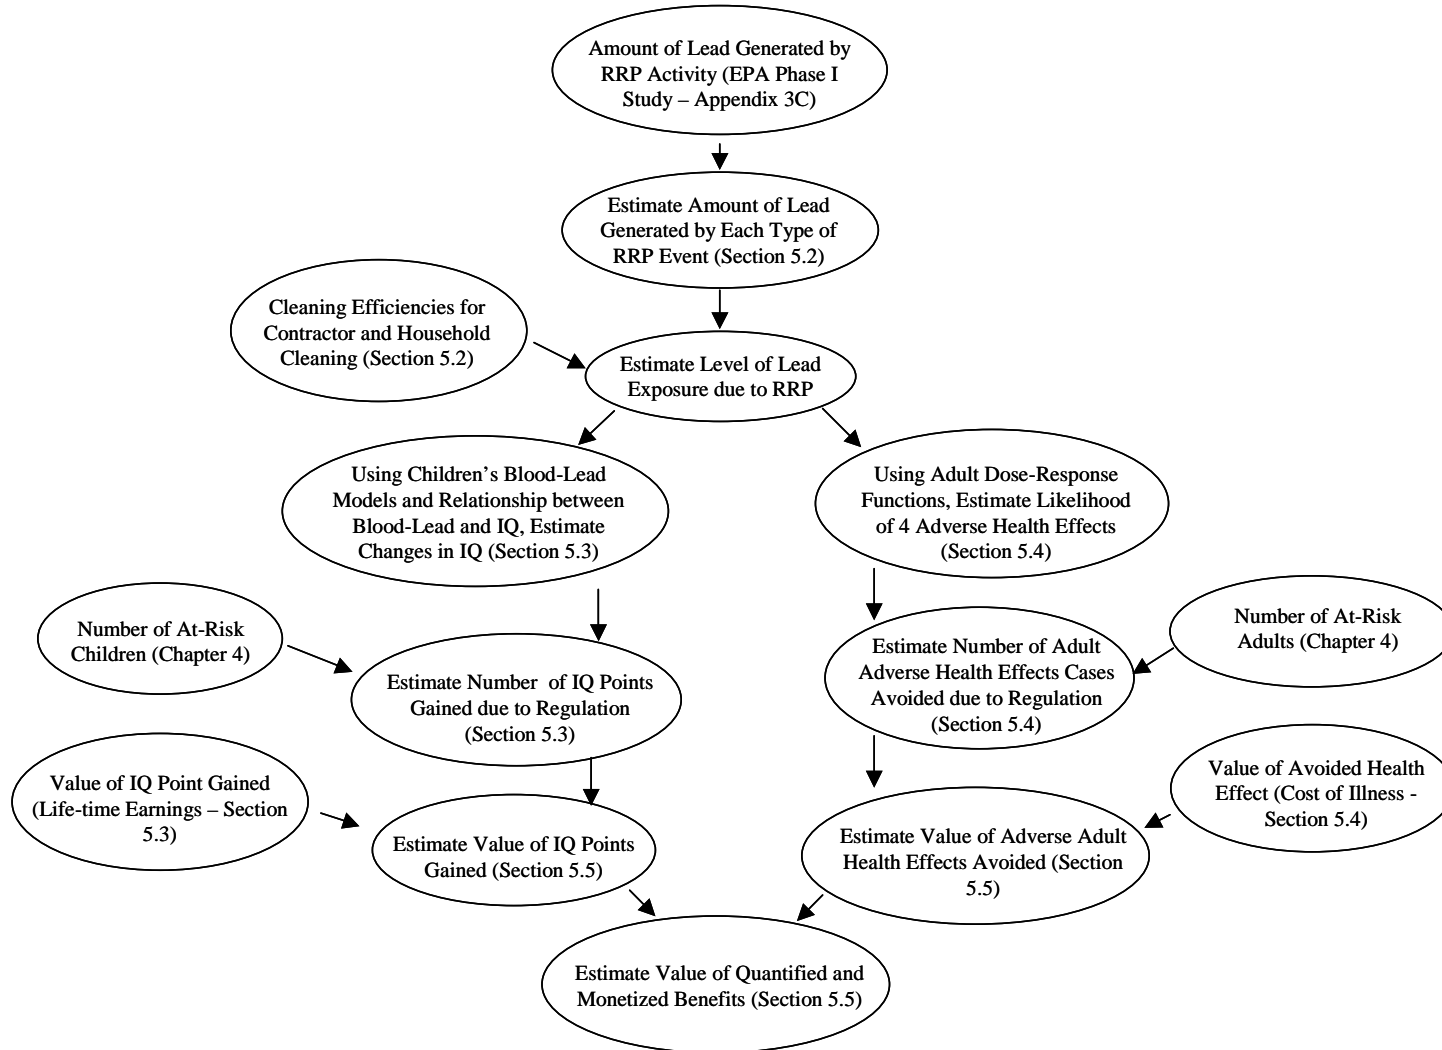 Amount of Lead Generated by
RRP Activity (EPA Phase I
Study – Appendix 3C)
Estimate Amount of Lead
Generated by Each Type of
RRP Event (Section 5.2)
Cleaning Efficiencies for
Contractor and Household
Cleaning (Section 5.2)
Estimate Level of Lead
Exposure due to RRP
Using Children’s Blood-Lead
Models and Relationship between
Blood-Lead and IQ, Estimate
Changes in IQ (Section 5.3)
Using Adult Dose-Response
Functions, Estimate Likelihood
of 4 Adverse Health Effects
(Section 5.4)
Number of At-Risk
Children (Chapter 4)
Estimate Number of IQ Points
Gained due to Regulation
(Section 5.3)
Estimate Number of Adult
Adverse Health Effects Cases
Avoided due to Regulation
(Section 5.4)
Number of At-Risk
Adults (Chapter 4)
Value of IQ Point Gained
(Life-time Earnings – Section
5.3)
Estimate Value of IQ Points
Gained (Section 5.5)
Estimate Value of Adverse Adult
Health Effects Avoided (Section
5.5)
Value of Avoided Health
Effect (Cost of Illness -
Section 5.4)
Estimate Value of Quantified and
Monetized Benefits (Section 5.5)